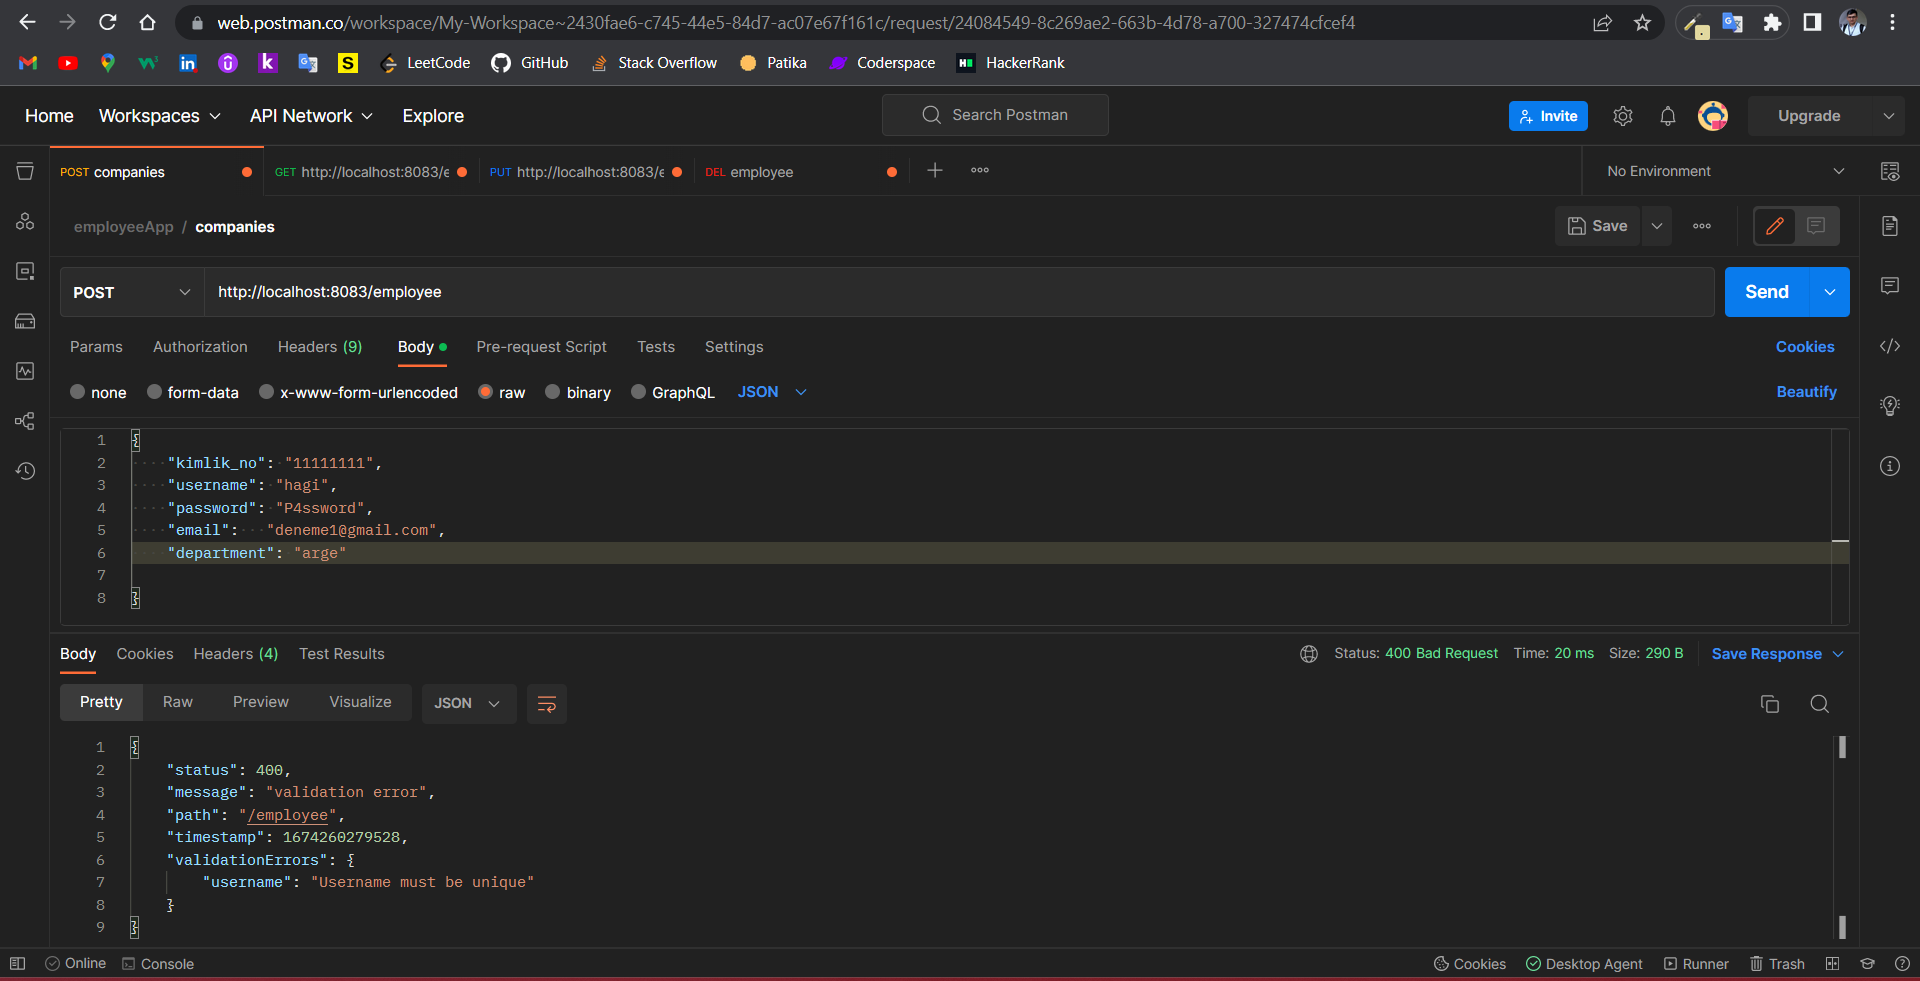 web.postman.co/workspace/My-Workspace~2430fae6-c745-44e5-84d7-ac07e67f161c/request/24084549-8c269ae2-663b-4d78-a700-327474cfcef4
LeetCode GitHub Stack Overflow Patika Coderspace HackerRank
Home Workspaces API Network Explore Search Postman Invite Upgrade
POST companies GET http://localhost:8083/e PUT http://localhost:8083/e DEL employee No Environment
employeeApp / companies Save
POST http://localhost:8083/employee Send
Params Authorization Headers (9) Body Pre-request Script Tests Settings Cookies
none form-data x-www-form-urlencoded raw binary GraphQL JSON Beautify
1 {
2 "kimlik_no": "11111111",
3 "username": "hagi",
4 "password": "P4ssword",
5 "email": "deneme1@gmail.com",
6 "department": "arge"
7
8 }
Body Cookies Headers (4) Test Results Status: 400 Bad Request Time: 20 ms Size: 290 B Save Response
Pretty Raw Preview Visualize JSON
1 {
2 "status": 400,
3 "message": "validation error",
4 "path": "/employee",
5 "timestamp": 1674260279528,
6 "validationErrors": {
7 "username": "Username must be unique"
8 }
9 }
Online Console Cookies Desktop Agent Runner Trash